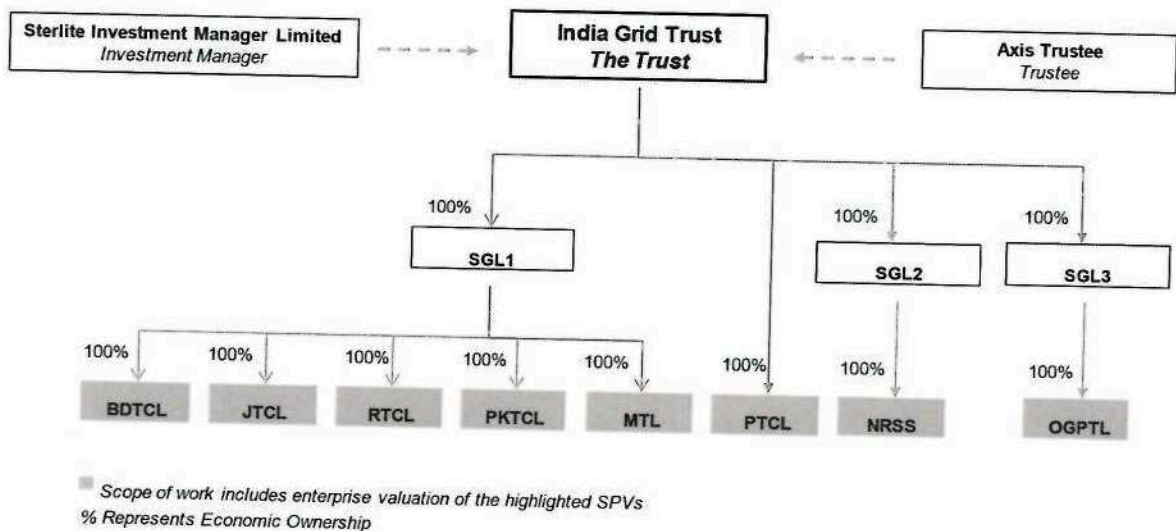 Sterlite Investment Manager Limited
Investment Manager
India Grid Trust
The Trust
Axis Trustee
Trustee
100%
100%
100%
SGL1
SGL2
SGL3
100%
100%
100%
100%
100%
100%
100%
100%
BDTCL
JTCL
RTCL
PKTCL
MTL
PTCL
NRSS
OGPTL
Scope of work includes enterprise valuation of the highlighted SPVs
% Represents Economic Ownership